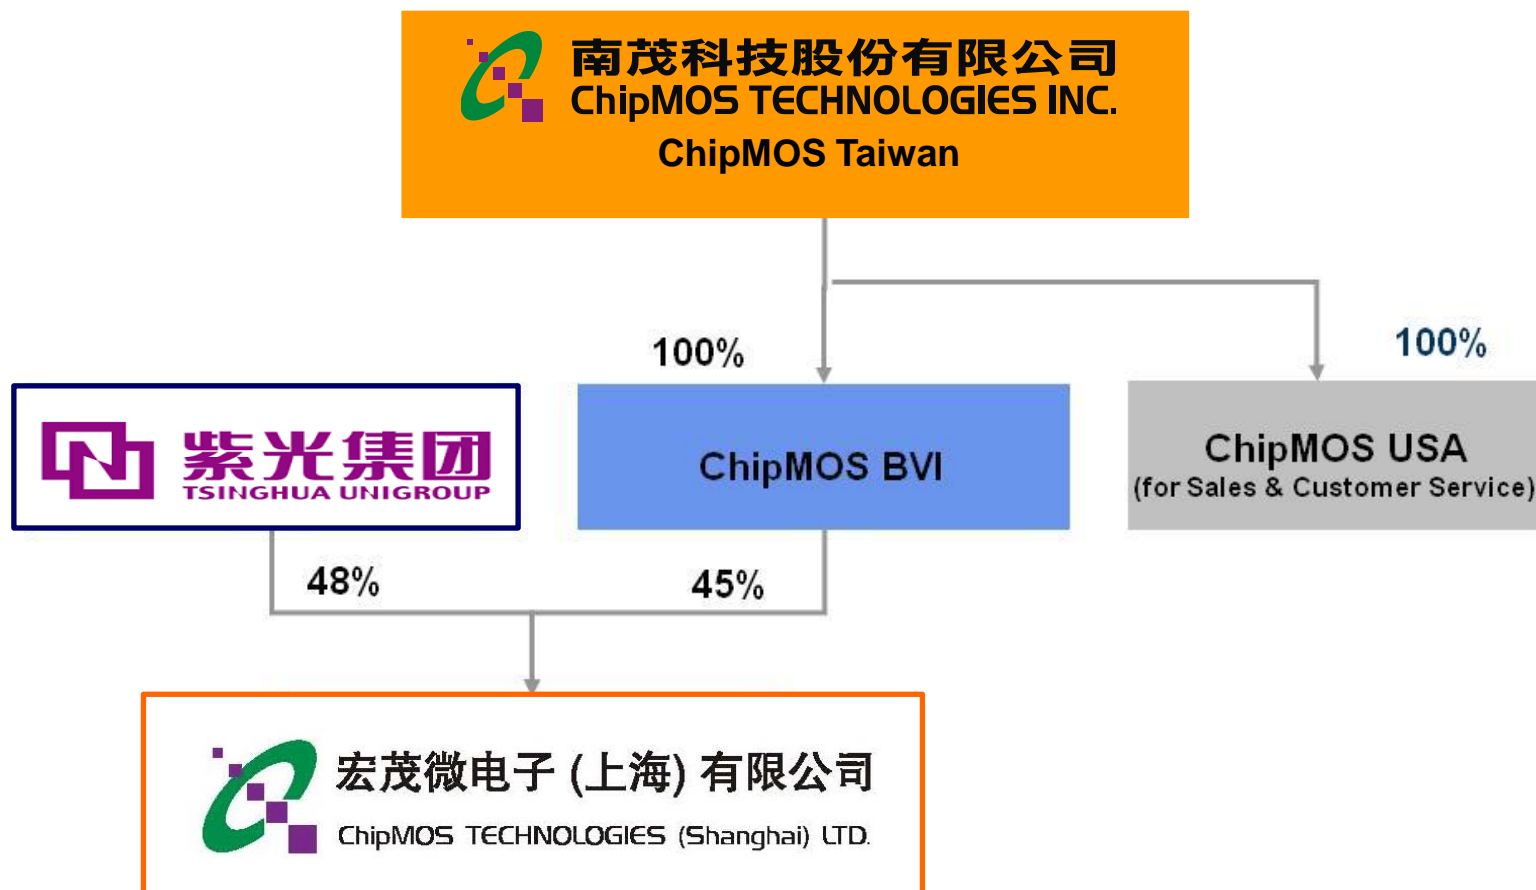 南茂科技股份有限公司
ChipMOS TECHNOLOGIES INC.
ChipMOS Taiwan
100%
100%
紫光集团
TSINGHUA UNIGROUP
ChipMOS BVI
ChipMOS USA
(for Sales & Customer Service)
48%
45%
宏茂微电子 (上海) 有限公司
ChipMOS TECHNOLOGIES (Shanghai) LTD.